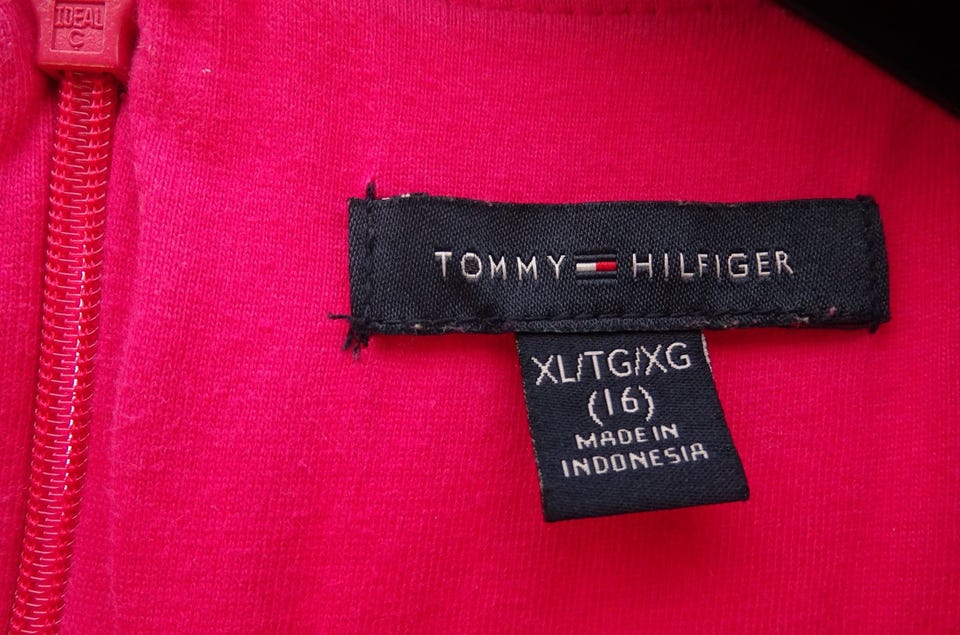 IDEAL
C
TOMMY HILFIGER
XL/TG/XG
(16)
MADE IN
INDONESIA